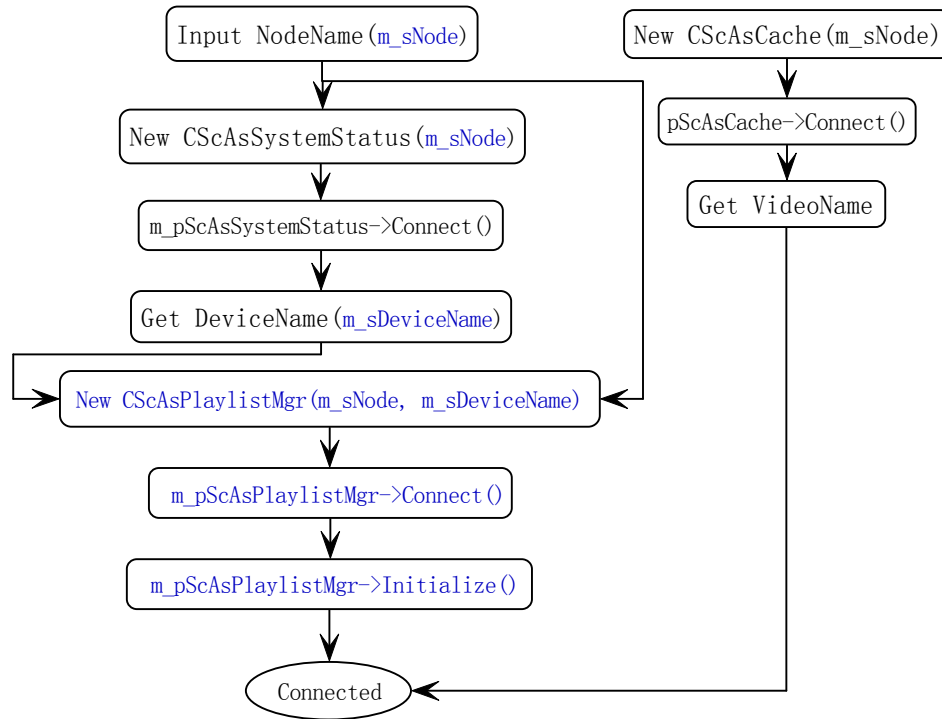 Input NodeName(m_sNode)
New CScAsSystemStatus(m_sNode)
m_pScAsSystemStatus->Connect()
Get DeviceName(m_sDeviceName)
New CScAsPlaylistMgr(m_sNode, m_sDeviceName)
m_pScAsPlaylistMgr->Connect()
m_pScAsPlaylistMgr->Initialize()
Connected
New CScAsCache(m_sNode)
pScAsCache->Connect()
Get VideoName